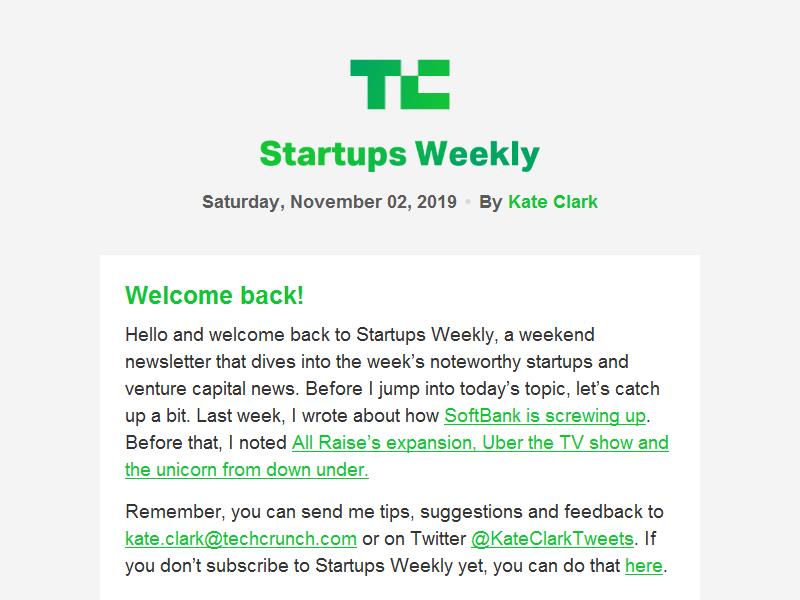 TC
Startups Weekly
Saturday, November 02, 2019 • By Kate Clark
Welcome back!
Hello and welcome back to Startups Weekly, a weekend
newsletter that dives into the week’s noteworthy startups and
venture capital news. Before I jump into today’s topic, let’s catch
up a bit. Last week, I wrote about how SoftBank is screwing up.
Before that, I noted All Raise’s expansion, Uber the TV show and
the unicorn from down under.
Remember, you can send me tips, suggestions and feedback to
kate.clark@techcrunch.com or on Twitter @KateClarkTweets. If
you don’t subscribe to Startups Weekly yet, you can do that here.